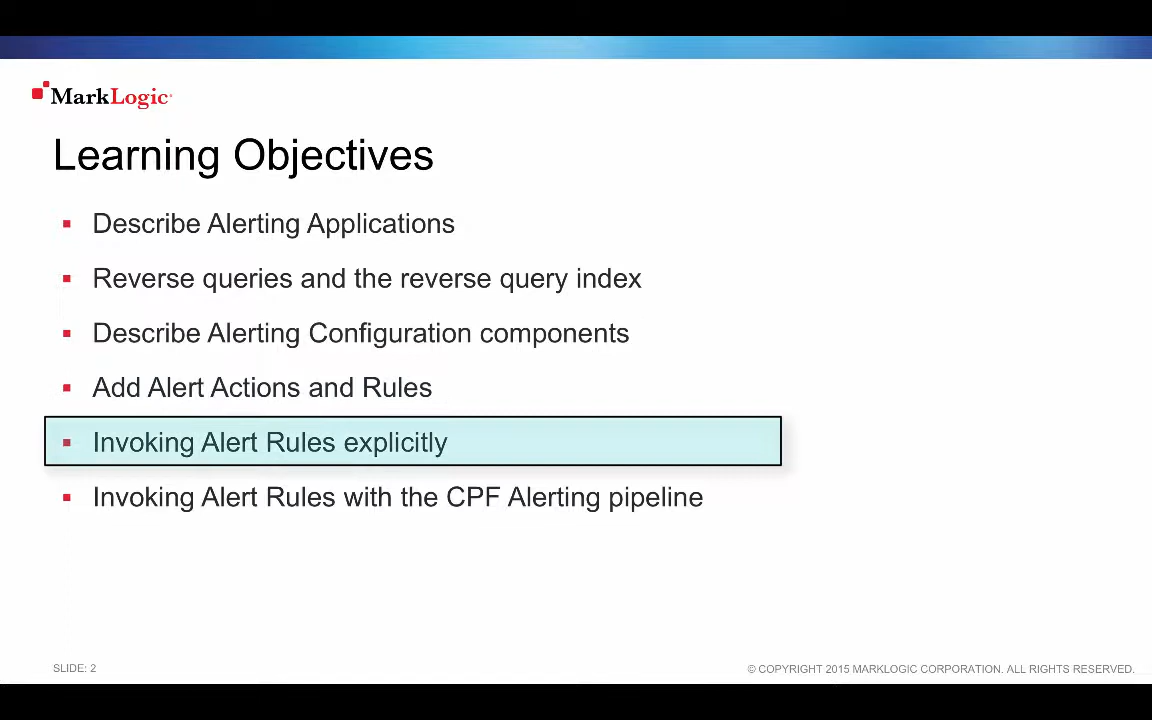 MarkLogic
Learning Objectives
▪ Describe Alerting Applications
▪ Reverse queries and the reverse query index
▪ Describe Alerting Configuration components
▪ Add Alert Actions and Rules
▪ Invoking Alert Rules explicitly
▪ Invoking Alert Rules with the CPF Alerting pipeline
SLIDE: 2
© COPYRIGHT 2015 MARKLOGIC CORPORATION. ALL RIGHTS RESERVED.